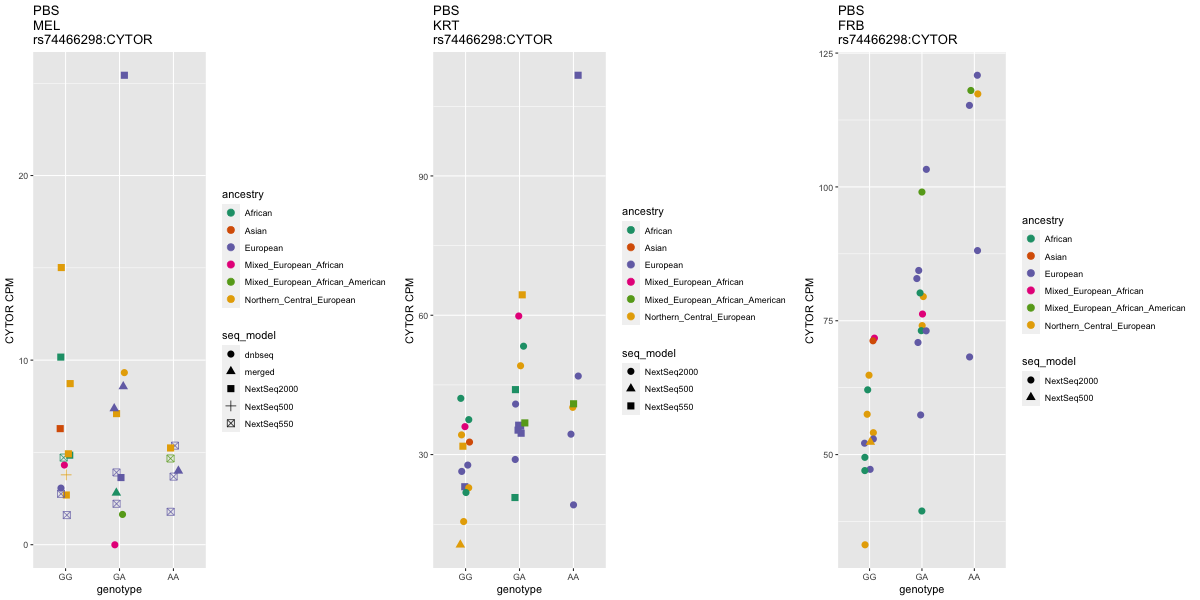 PBS
MEL
rs74466298:CYTOR
CYTOR CPM
20
10
0
GG
GA
AA
genotype
ancestry
African
Asian
European
Mixed_European_African
Mixed_European_African_American
Northern_Central_European
seq_model
dnbseq
merged
NextSeq2000
NextSeq500
NextSeq550
PBS
KRT
rs74466298:CYTOR
CYTOR CPM
90
60
30
GG
GA
AA
genotype
ancestry
African
Asian
European
Mixed_European_African
Mixed_European_African_American
Northern_Central_European
seq_model
NextSeq2000
NextSeq500
NextSeq550
PBS
FRB
rs74466298:CYTOR
CYTOR CPM
125
100
75
50
GG
GA
AA
genotype
ancestry
African
Asian
European
Mixed_European_African
Mixed_European_African_American
Northern_Central_European
seq_model
NextSeq2000
NextSeq500